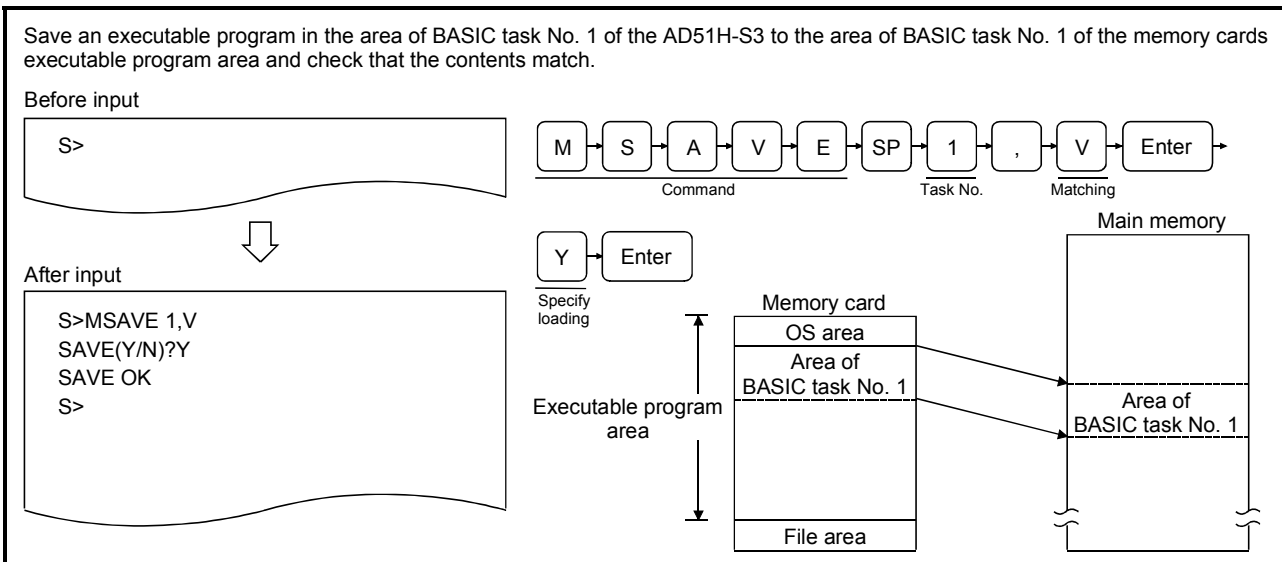 Save an executable program in the area of BASIC task No. 1 of the AD51H-S3 to the area of BASIC task No. 1 of the memory cards
executable program area and check that the contents match.
Before input
S>
M S A V E SP 1 , V Enter
Command Task No. Matching
After input
S>MSAVE 1,V
SAVE(Y/N)?Y
SAVE OK
S>
Y Enter
Specify
loading
Executable program
area
Memory card
OS area
Area of
BASIC task No. 1
File area
Main memory
Area of
BASIC task No. 1